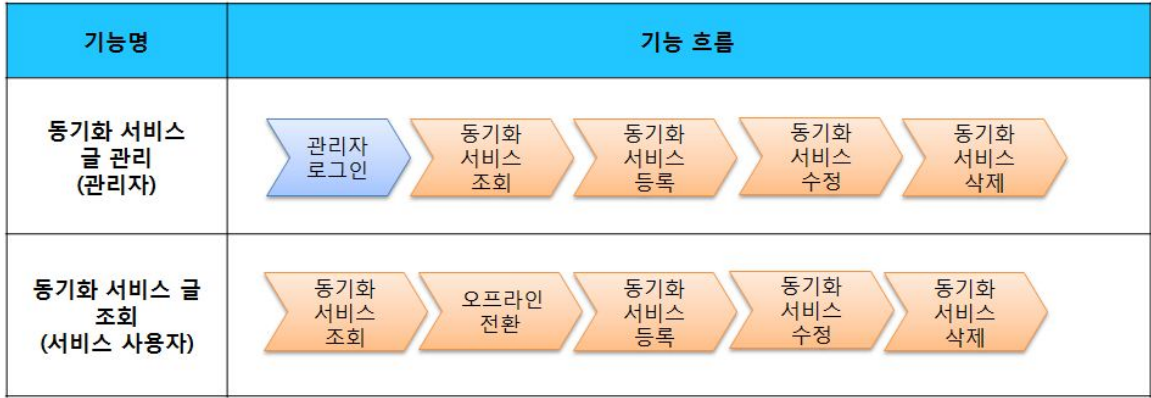 기능명
기능 흐름
동기화 서비스
글 관리
(관리자)
관리자
로그인
동기화
서비스
조회
동기화
서비스
등록
동기화
서비스
수정
동기화
서비스
삭제
동기화 서비스 글
조회
(서비스 사용자)
동기화
서비스
조회
오프라인
전환
동기화
서비스
등록
동기화
서비스
수정
동기화
서비스
삭제